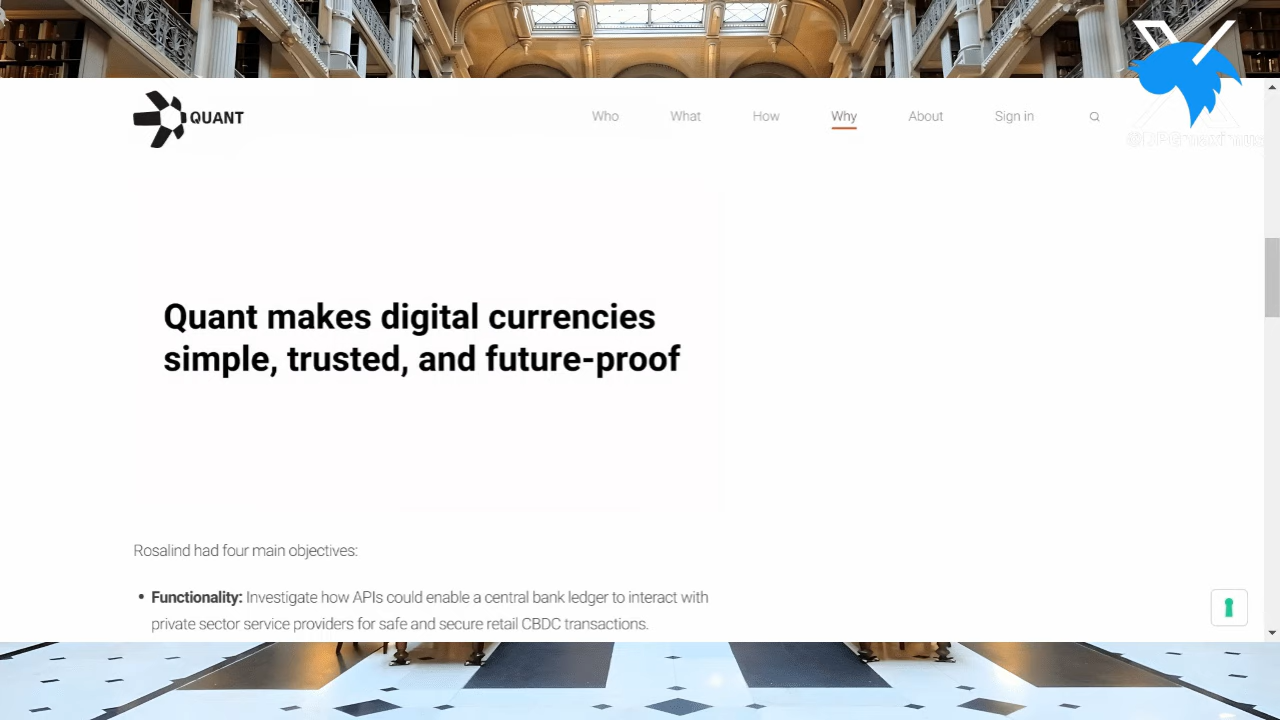 QUANT
Who What How Why About Sign in
Quant makes digital currencies
simple, trusted, and future-proof
Rosalind had four main objectives:
• Functionality: Investigate how APIs could enable a central bank ledger to interact with
private sector service providers for safe and secure retail CBDC transactions.